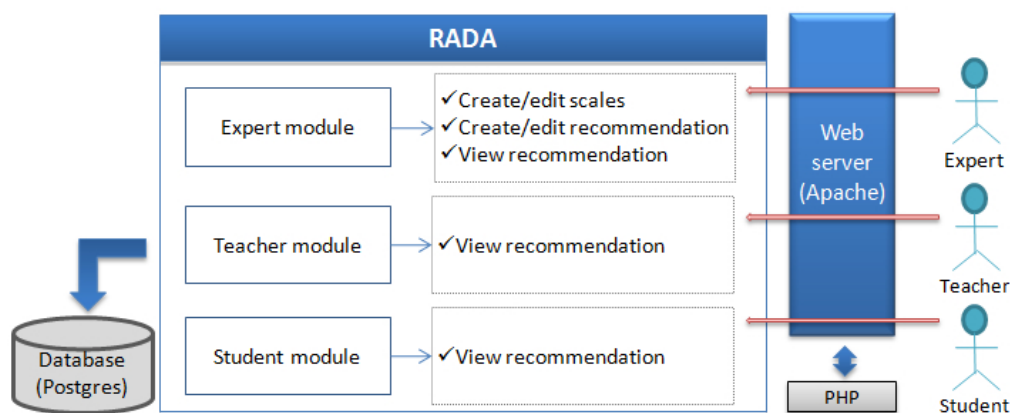 RADA
Expert module
✓Create/edit scales
✓Create/edit recommendation
✓View recommendation
Teacher module
✓View recommendation
Student module
✓View recommendation
Database
(Postgres)
Web
server
(Apache)
PHP
Expert
Teacher
Student